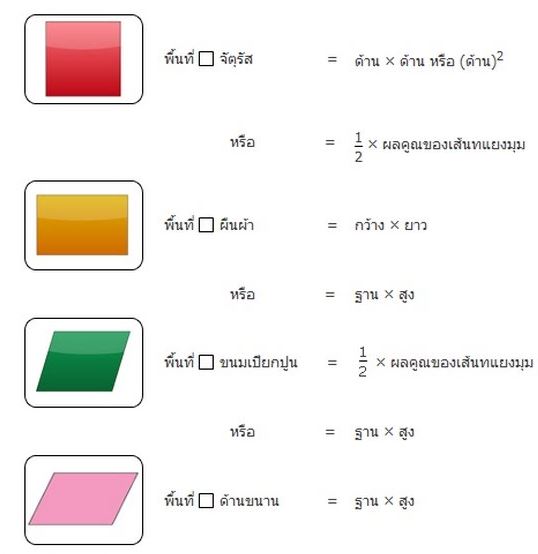 พื้นที่ □ จัตุรัส = ด้าน × ด้าน หรือ (ด้าน)²
หรือ = 1/2 × ผลคูณของเส้นทแยงมุม
พื้นที่ □ ผืนผ้า = กว้าง × ยาว
หรือ = ฐาน × สูง
พื้นที่ □ ขนมเปียกปูน = 1/2 × ผลคูณของเส้นทแยงมุม
หรือ = ฐาน × สูง
พื้นที่ □ ด้านขนาน = ฐาน × สูง